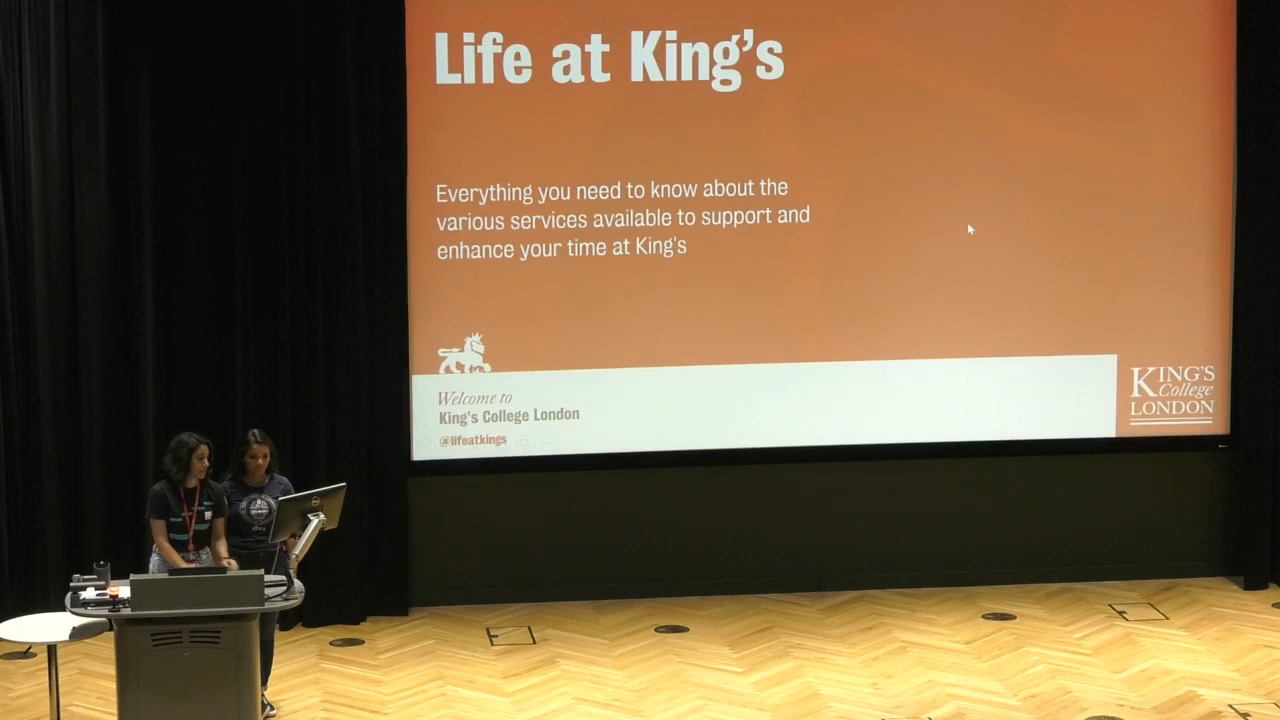 Life at King's
Everything you need to know about the
various services available to support and
enhance your time at King's
Welcome to
King's College London
@lifeatkings
KING'S
College
LONDON